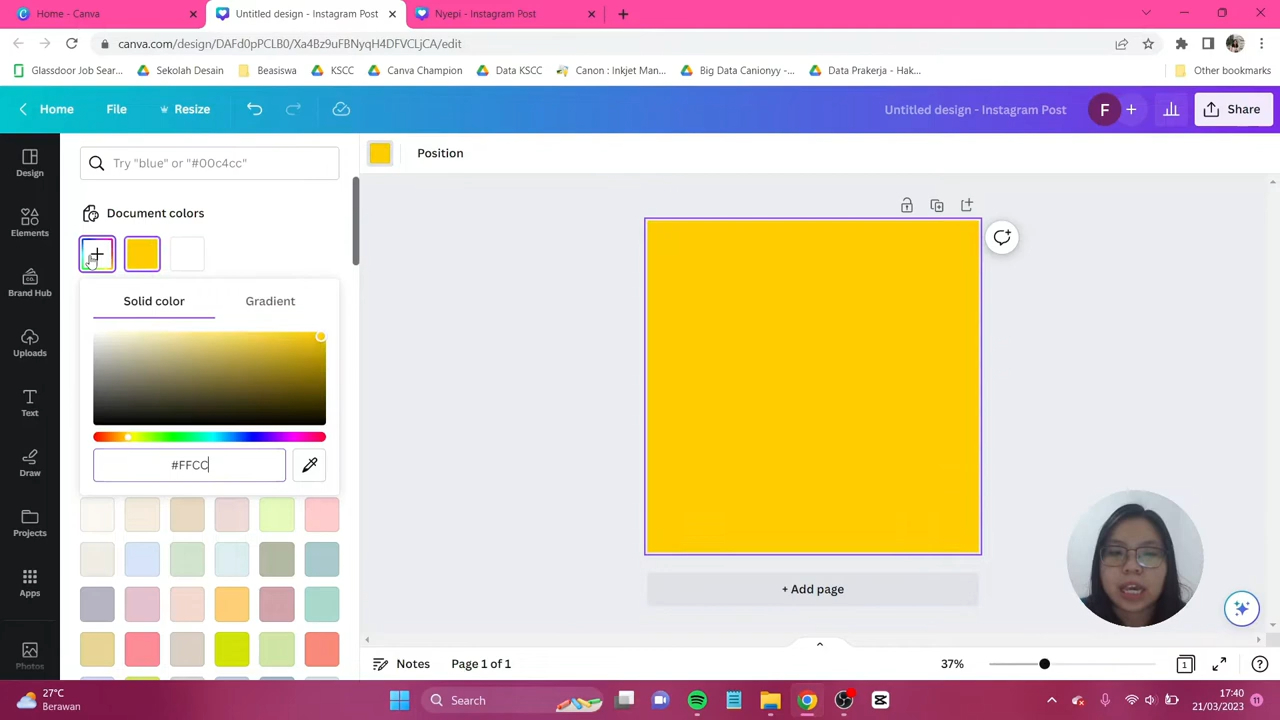 Home - Canva
Untitled design - Instagram Post
Nyepi - Instagram Post
canva.com/design/DAFd0pPCLB0/Xa4Bz9uFBNyqH4DFVCLjCA/edit
Glassdoor Job Sear...
Sekolah Desain
Beasiswa
KSCC
Canva Champion
Data KSCC
Canon : Inkjet Man...
Big Data Canionyy -...
Data Prakerja - Hak...
Other bookmarks
Home
File
Resize
Untitled design - Instagram Post
F
Share
Design
Elements
CO.
Brand Hub
Uploads
Text
Draw
Projects
Apps
Photos
Try "blue" or "#00c4cc"
Document colors
Solid color
Gradient
#FFCC
Position
+ Add page
Notes
Page 1 of 1
37%
1
27°C
Berawan
Search
17:40
21/03/2023
11